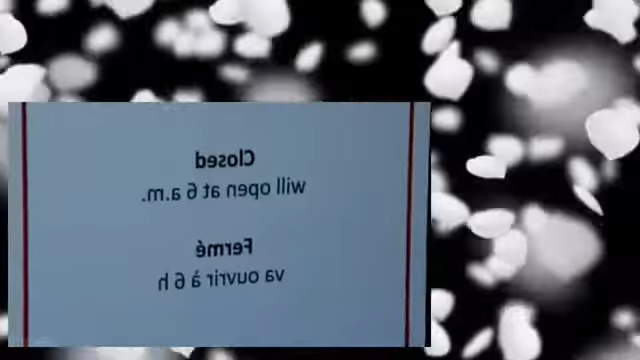 Closed
will open at 6 a.m.
Fermé
va ouvrir à 6 h